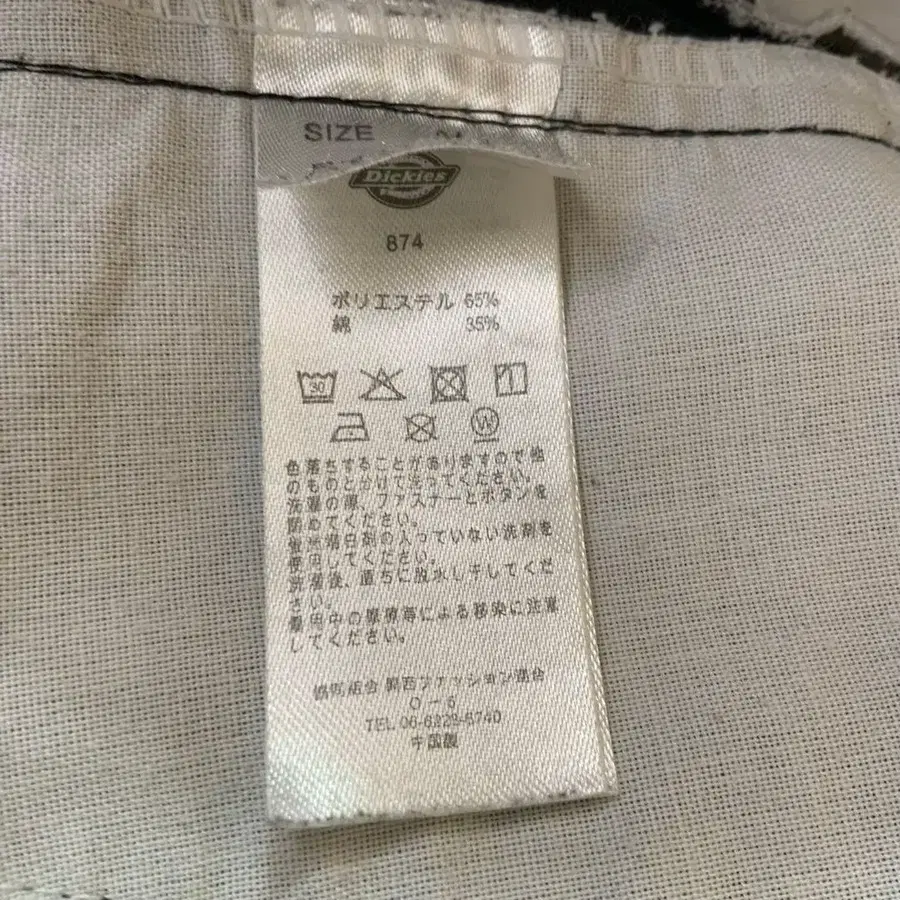 SIZE
Dickies
874
ポリエステル 65%
綿 35%
30
W
色落ちすることがありますので他
のものと分けて洗ってください。
洗濯の際、ファスナーとボタンを
閉めてください。
蛍光増白剤の入っていない洗剤を
使用してください。
洗濯後、直ちに脱水し干してくだ
さい。
着用中の摩擦等による移染に注意
してください。
協同組合 関西ファッション連合
O-6
TEL 06-6228-6740
中国製